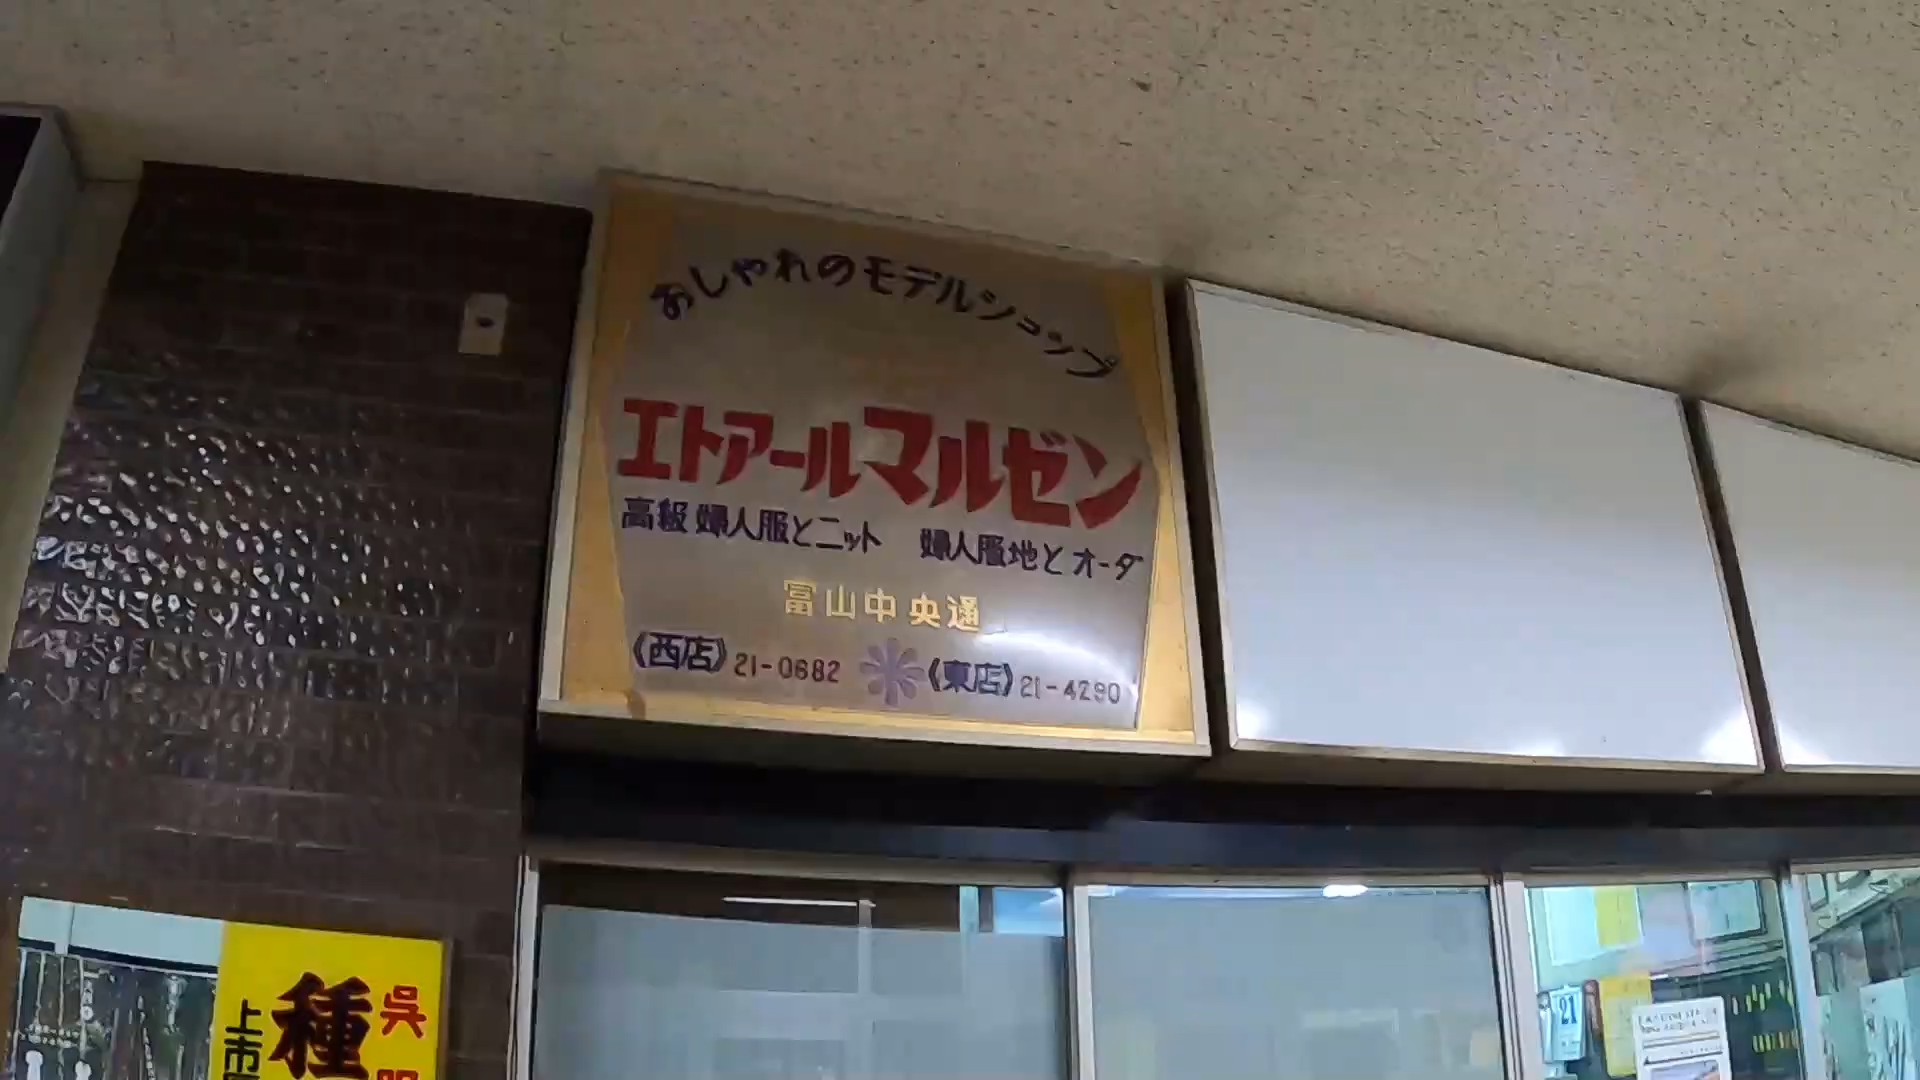 おしゃれのモデルショップ
エトアールマルゼン
高級婦人服とニット 婦人服地とオーダ
富山中央通
《西店》21-0682 《東店》21-4290
呉
種
上市
21